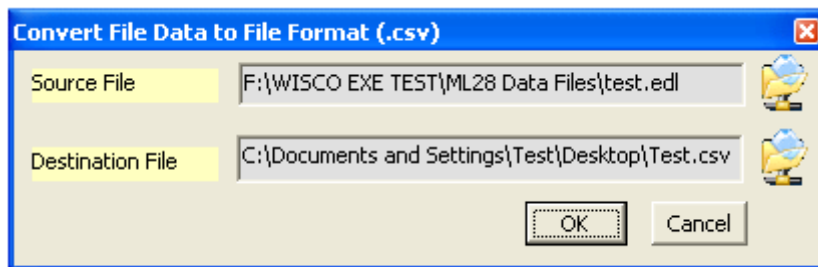 Convert File Data to File Format (.csv)
Source File
F:\WISCO EXE TEST\ML28 Data Files\test.edl
Destination File
C:\Documents and Settings\Test\Desktop\Test.csv
OK
Cancel